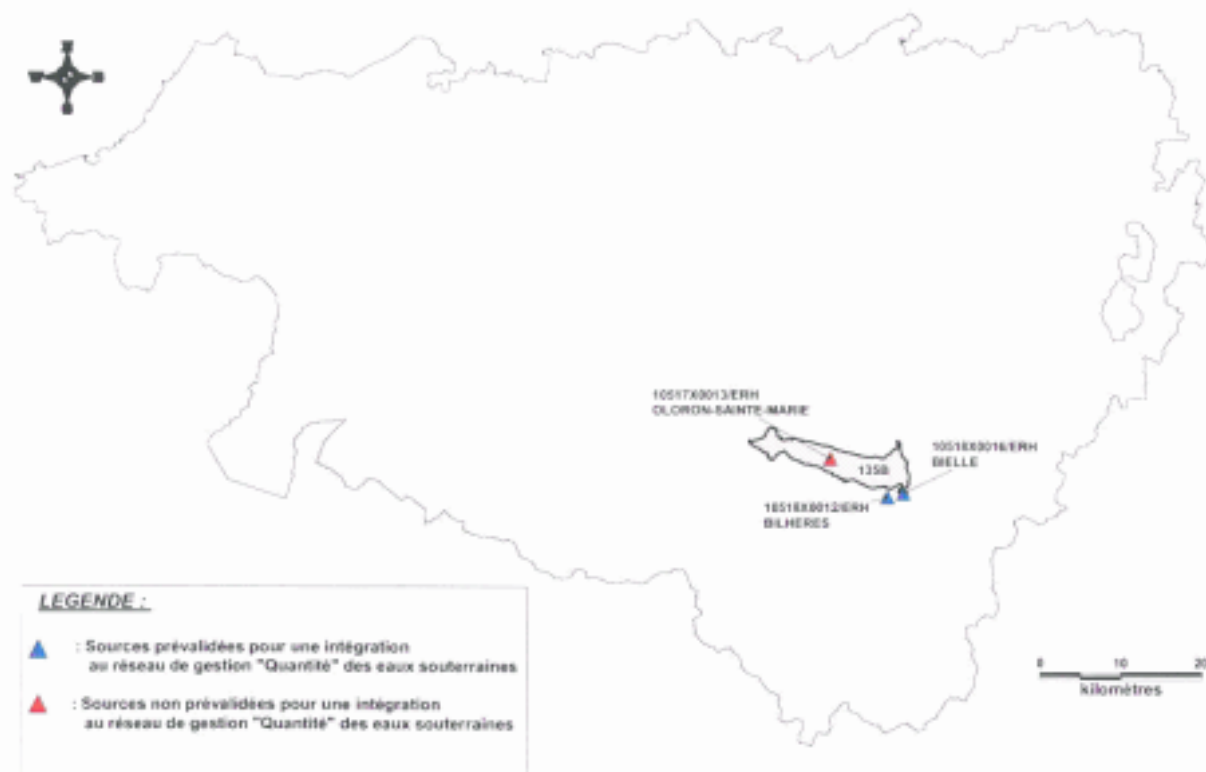 10517X0013/ERH
OLORON-SAINTE-MARIE
10518X0016/ERH
BIELLE
135B
10518X0012/ERH
BILHERES
LEGENDE :
: Sources prévalidées pour une intégration
au réseau de gestion "Quantité" des eaux souterraines
: Sources non prévalidées pour une intégration
au réseau de gestion "Quantité" des eaux souterraines
0 10 20
kilomètres